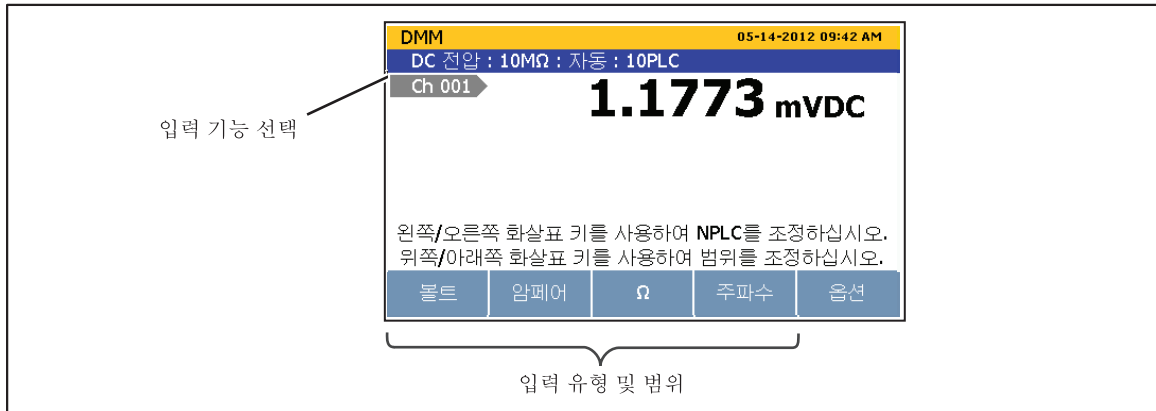 DMM 05-14-2012 09:42 AM
DC 전압 : 10MΩ : 자동 : 10PLC
Ch 001
1.1773 mVDC
입력 기능 선택
왼쪽/오른쪽 화살표 키를 사용하여 NPLC를 조정하십시오.
위쪽/아래쪽 화살표 키를 사용하여 범위를 조정하십시오.
볼트 암페어 Ω 주파수 옵션
입력 유형 및 범위